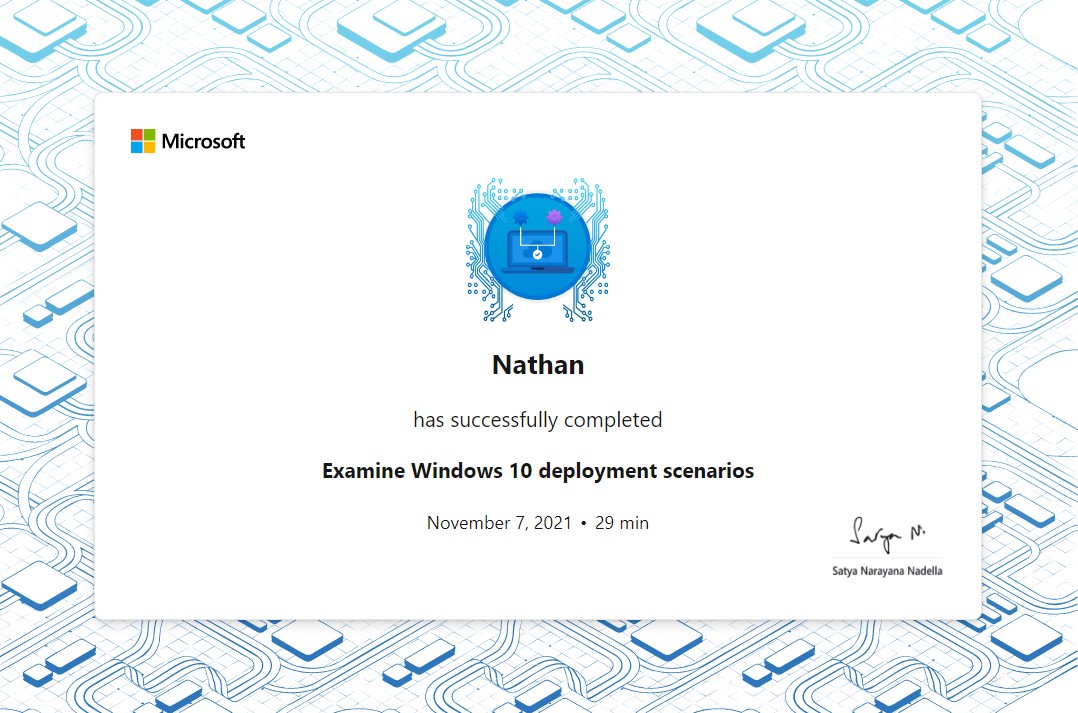 Microsoft
Nathan
has successfully completed
Examine Windows 10 deployment scenarios
November 7, 2021 • 29 min
Satya N.
Satya Narayana Nadella